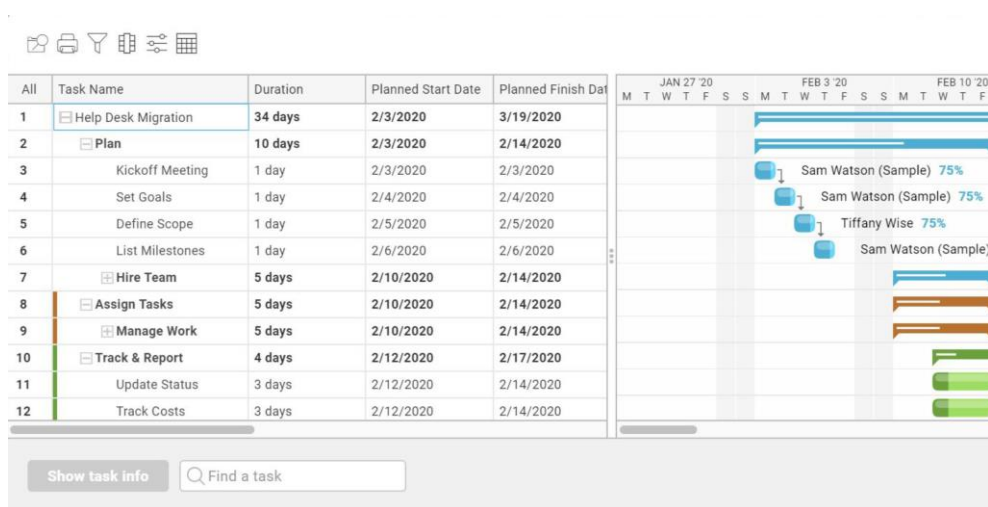 JAN 27 '20 FEB 3 '20 FEB 10 '20
All Task Name Duration Planned Start Date Planned Finish Dat M T W T F S S M T W T F S S M T W T F
1 Help Desk Migration 34 days 2/3/2020 3/19/2020
2 Plan 10 days 2/3/2020 2/14/2020
3 Kickoff Meeting 1 day 2/3/2020 2/3/2020 Sam Watson (Sample) 75%
4 Set Goals 1 day 2/4/2020 2/4/2020 Sam Watson (Sample) 75%
5 Define Scope 1 day 2/5/2020 2/5/2020 Tiffany Wise 75%
6 List Milestones 1 day 2/6/2020 2/6/2020 Sam Watson (Sample)
7 Hire Team 5 days 2/10/2020 2/14/2020
8 Assign Tasks 5 days 2/10/2020 2/14/2020
9 Manage Work 5 days 2/10/2020 2/14/2020
10 Track & Report 4 days 2/12/2020 2/17/2020
11 Update Status 3 days 2/12/2020 2/14/2020
12 Track Costs 3 days 2/12/2020 2/14/2020
Show task info Find a task